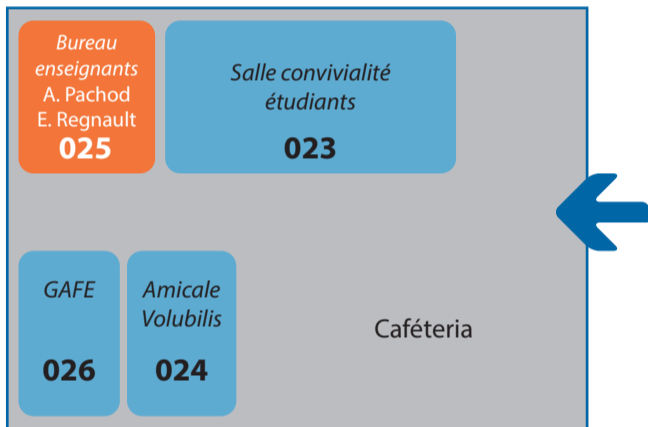 Bureau
enseignants
A. Pachod
E. Regnault
025
Salle convivialité
étudiants
023
GAFE
026
Amicale
Volubilis
024
Caféteria